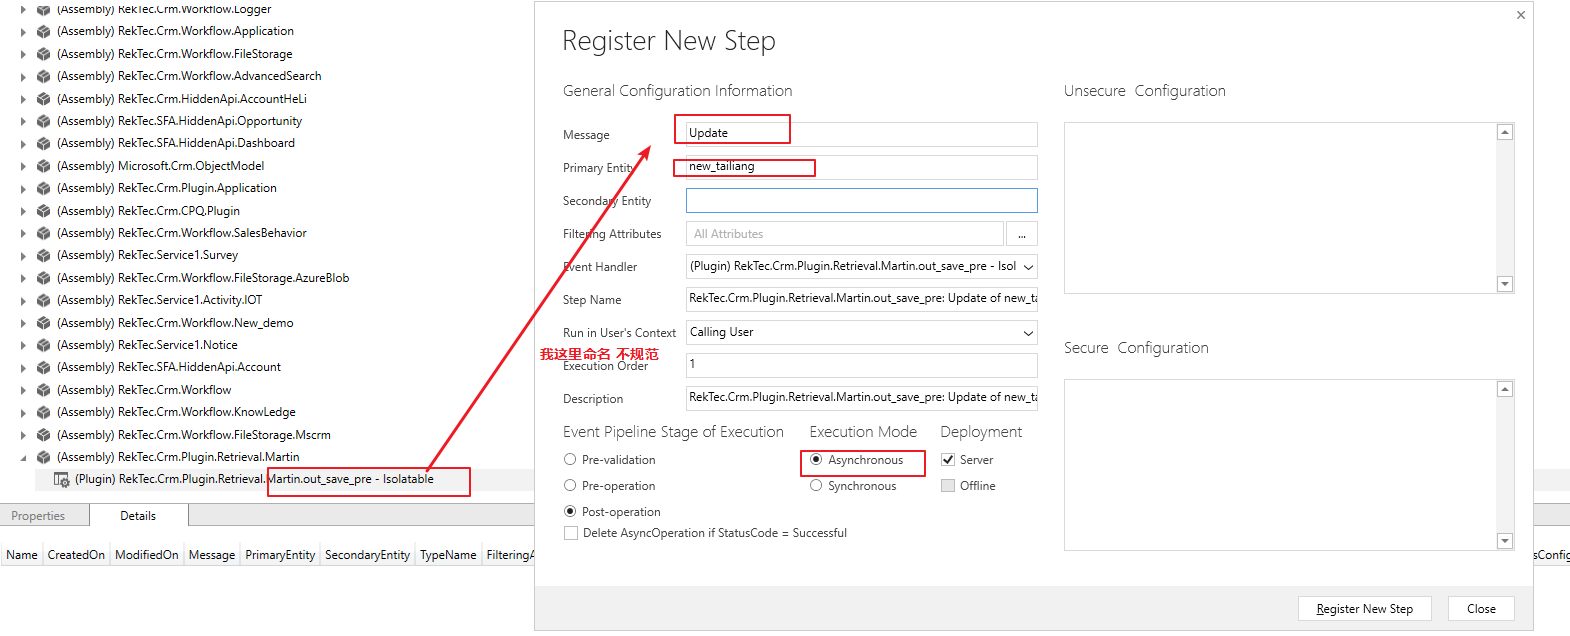 (Assembly) RekTec.Crm.Workflow.Logger
(Assembly) RekTec.Crm.Workflow.Application
(Assembly) RekTec.Crm.Workflow.FileStorage
(Assembly) RekTec.Crm.Workflow.AdvancedSearch
(Assembly) RekTec.Crm.HiddenApi.AccountHeLi
(Assembly) RekTec.SFA.HiddenApi.Opportunity
(Assembly) RekTec.SFA.HiddenApi.Dashboard
(Assembly) Microsoft.Crm.ObjectModel
(Assembly) RekTec.Crm.Plugin.Application
(Assembly) RekTec.Crm.CPQ.Plugin
(Assembly) RekTec.Crm.Workflow.SalesBehavior
(Assembly) RekTec.Service1.Survey
(Assembly) RekTec.Crm.Workflow.FileStorage.AzureBlob
(Assembly) RekTec.Service1.Activity.IOT
(Assembly) RekTec.Crm.Workflow.New_demo
(Assembly) RekTec.Service1.Notice
(Assembly) RekTec.SFA.HiddenApi.Account
(Assembly) RekTec.Crm.Workflow
(Assembly) RekTec.Crm.Workflow.KnowLedge
(Assembly) RekTec.Crm.Workflow.FileStorage.Mscrm
(Assembly) RekTec.Crm.Plugin.Retrieval.Martin
(Plugin) RekTec.Crm.Plugin.Retrieval.Martin.out_save_pre - Isolatable
Properties Details
Name CreatedOn ModifiedOn Message PrimaryEntity SecondaryEntity TypeName FilteringA
Register New Step
General Configuration Information
Message Update
Primary Entity new_tailiang
Secondary Entity
Filtering Attributes All Attributes ...
Event Handler (Plugin) RekTec.Crm.Plugin.Retrieval.Martin.out_save_pre - Isol
Step Name RekTec.Crm.Plugin.Retrieval.Martin.out_save_pre: Update of new_ta
Run in User's Context Calling User
我这里命名 不规范
Execution Order 1
Description RekTec.Crm.Plugin.Retrieval.Martin.out_save_pre: Update of new_ta
Event Pipeline Stage of Execution Execution Mode Deployment
Pre-validation Asynchronous Server
Pre-operation Synchronous Offline
Post-operation
Delete AsyncOperation if StatusCode = Successful
Unsecure Configuration
Secure Configuration
sConfig
Register New Step Close